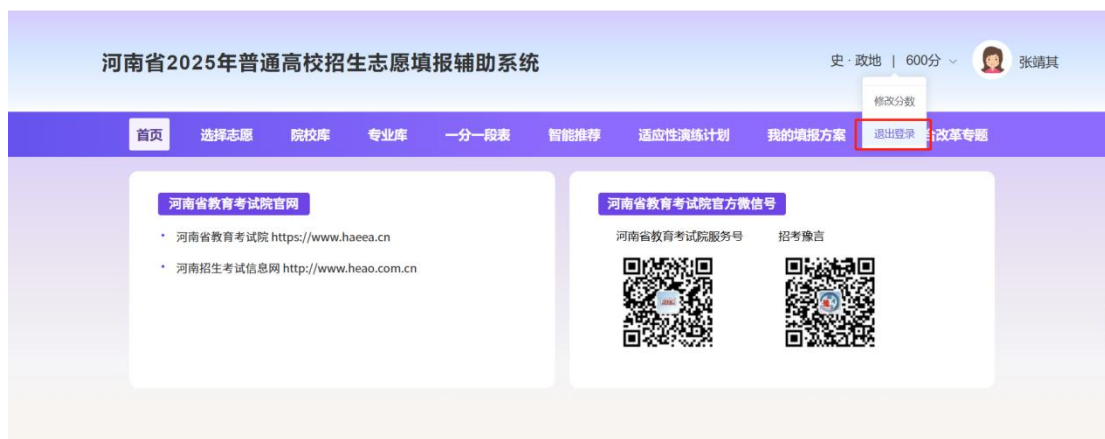 河南省2025年普通高校招生志愿填报辅助系统
史·政地 | 600分
张靖其
修改分数
退出登录
首页 选择志愿 院校库 专业库 一分一段表 智能推荐 适应性演练计划 我的填报方案 合改革专题
河南省教育考试院官网
· 河南省教育考试院 https://www.haeea.cn
· 河南招生考试信息网 http://www.heao.com.cn
河南省教育考试院官方微信号
河南省教育考试院服务号 招考豫言